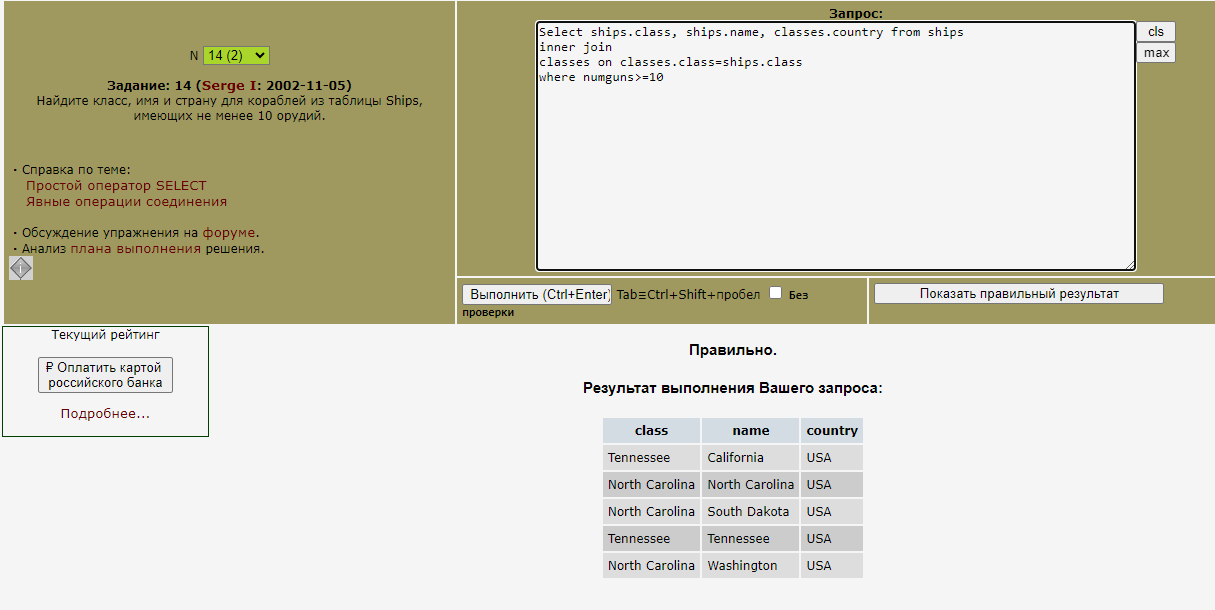 N 14 (2)
Задание: 14 (Serge I: 2002-11-05)
Найдите класс, имя и страну для кораблей из таблицы Ships,
имеющих не менее 10 орудий.
· Справка по теме:
Простой оператор SELECT
Явные операции соединения
· Обсуждение упражнения на форуме.
· Анализ плана выполнения решения.
Запрос:
Select ships.class, ships.name, classes.country from ships
inner join
classes on classes.class=ships.class
where numguns>=10
cls
max
Выполнить (Ctrl+Enter) Tab≡Ctrl+Shift+пробел Без
проверки
Показать правильный результат
Текущий рейтинг
₽ Оплатить картой
российского банка
Подробнее...
Правильно.
Результат выполнения Вашего запроса:
class name country
Tennessee California USA
North Carolina North Carolina USA
North Carolina South Dakota USA
Tennessee Tennessee USA
North Carolina Washington USA